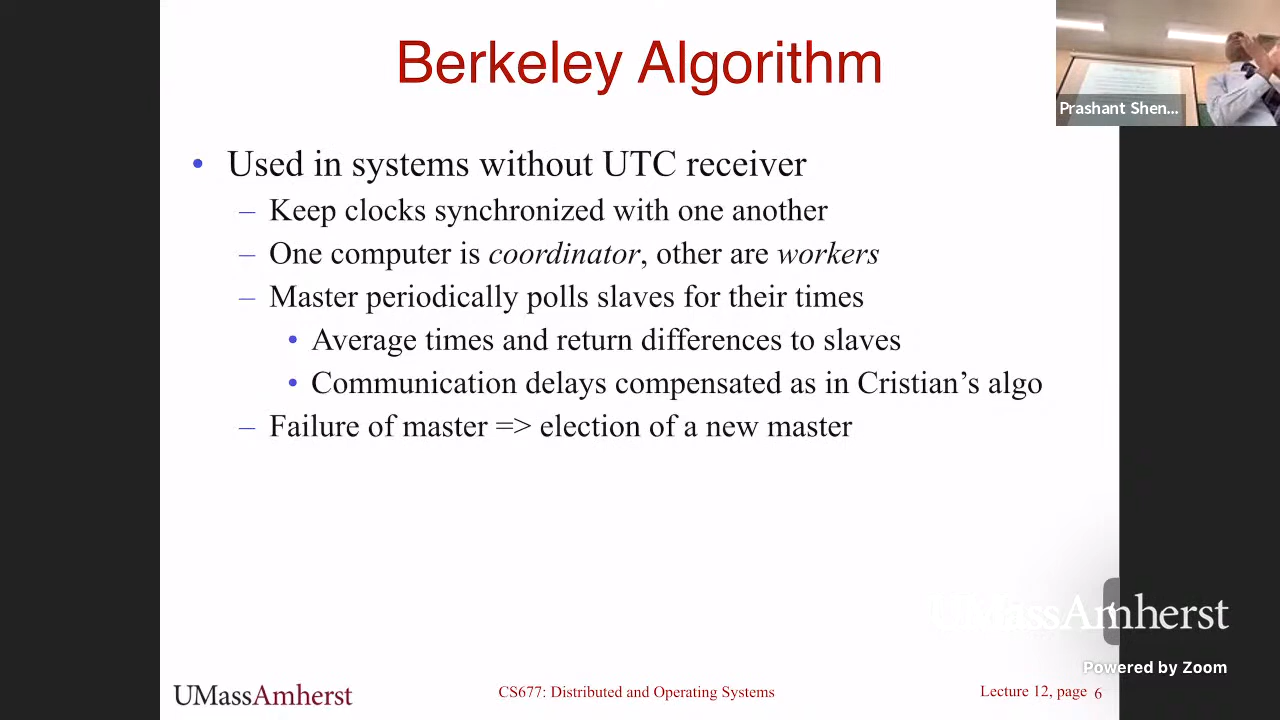 Berkeley Algorithm
Prashant Shen...
• Used in systems without UTC receiver
– Keep clocks synchronized with one another
– One computer is coordinator, other are workers
– Master periodically polls slaves for their times
• Average times and return differences to slaves
• Communication delays compensated as in Cristian's algo
– Failure of master => election of a new master
UMassAmherst
Powered by Zoom
UMassAmherst
CS677: Distributed and Operating Systems
Lecture 12, page 6